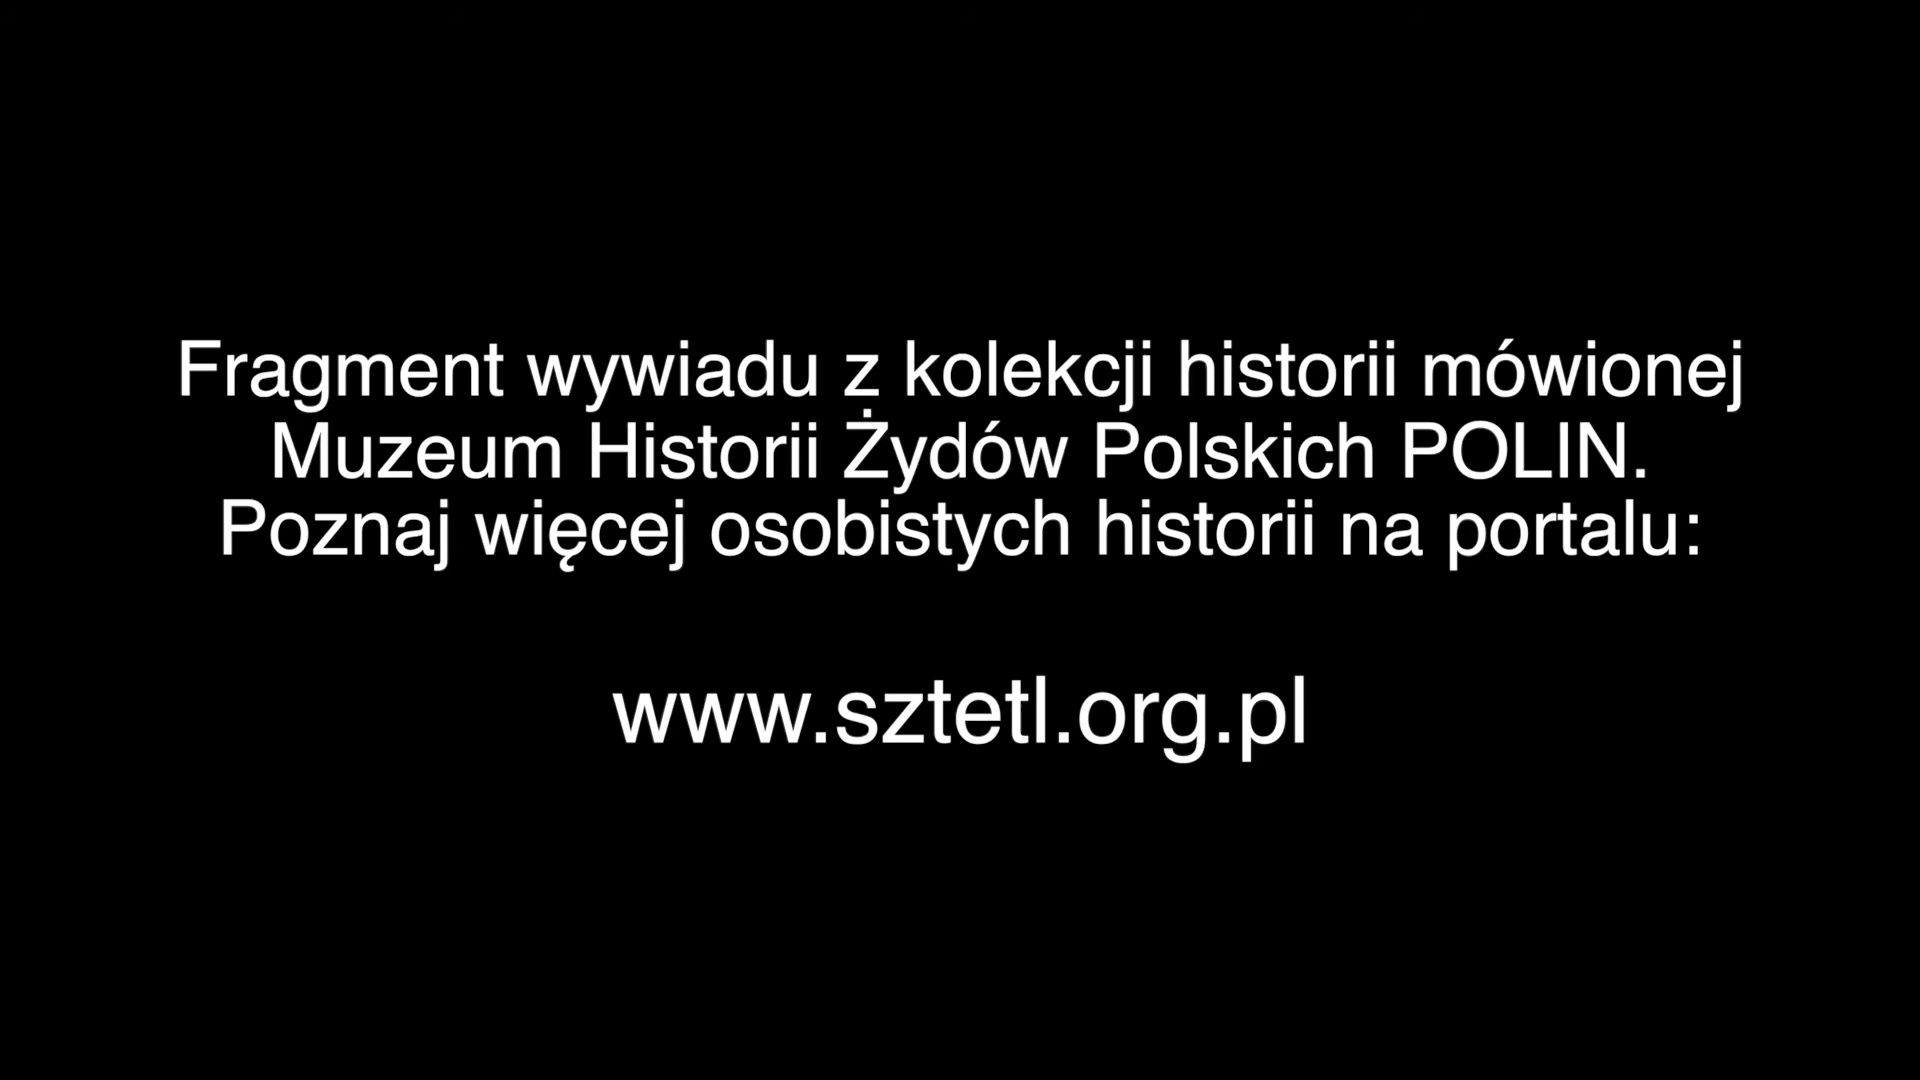 Fragment wywiadu z kolekcji historii mówionej
Muzeum Historii Żydów Polskich POLIN.
Poznaj więcej osobistych historii na portalu:
www.sztetl.org.pl